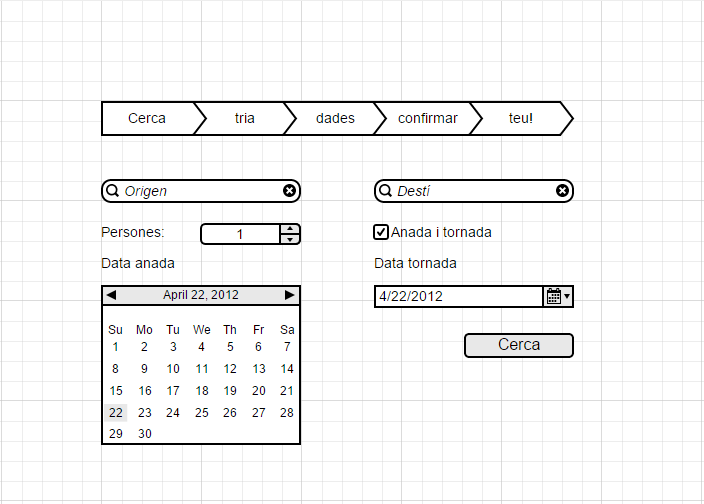 Cerca tria dades confirmar teu!
Origen Destí
Persones: 1 Anada i tornada
Data anada Data tornada
April 22, 2012 4/22/2012
Cerca
Su Mo Tu We Th Fr Sa
1 2 3 4 5 6 7
8 9 10 11 12 13 14
15 16 17 18 19 20 21
22 23 24 25 26 27 28
29 30